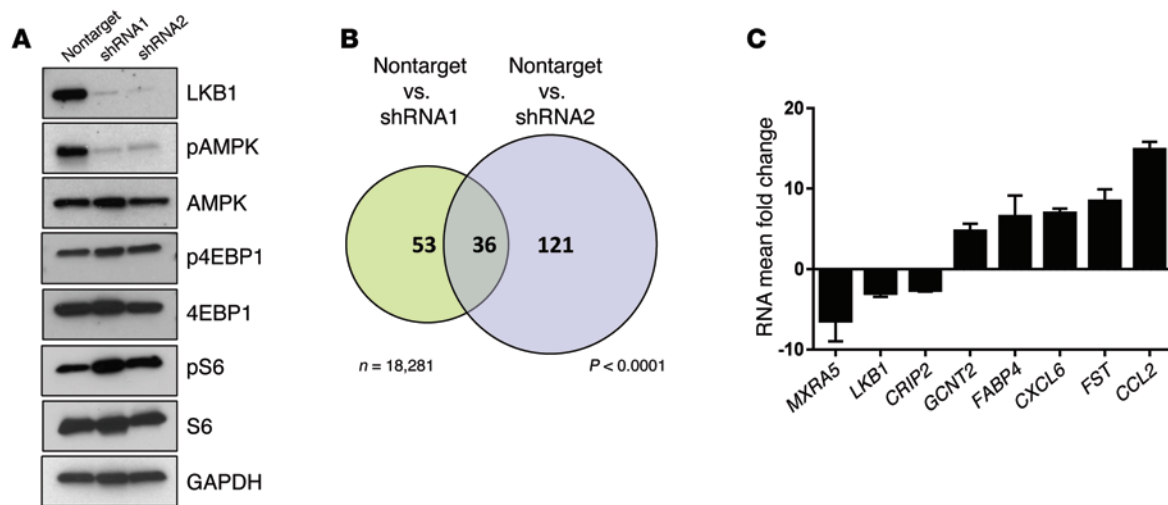 A
Nontarget
shRNA1
shRNA2
LKB1
pAMPK
AMPK
p4EBP1
4EBP1
pS6
S6
GAPDH
B
Nontarget
vs.
shRNA1
Nontarget
vs.
shRNA2
53
36
121
n = 18,281
P < 0.0001
C
RNA mean fold change
20
10
0
-10
MXRA5
LKB1
CRIP2
GCNT2
FABP4
CXCL6
FST
CCL2